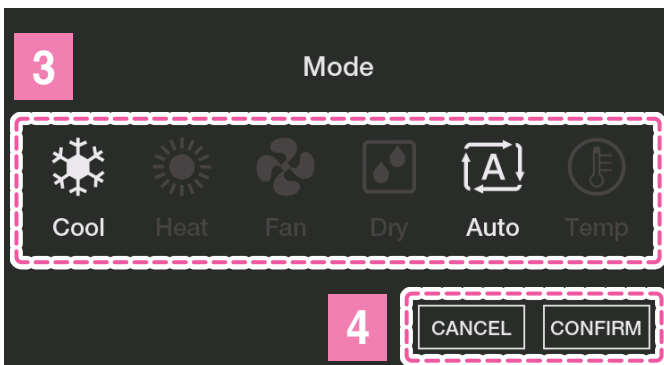 3
Mode
A
Cool Heat Fan Dry Auto Temp
4
CANCEL CONFIRM